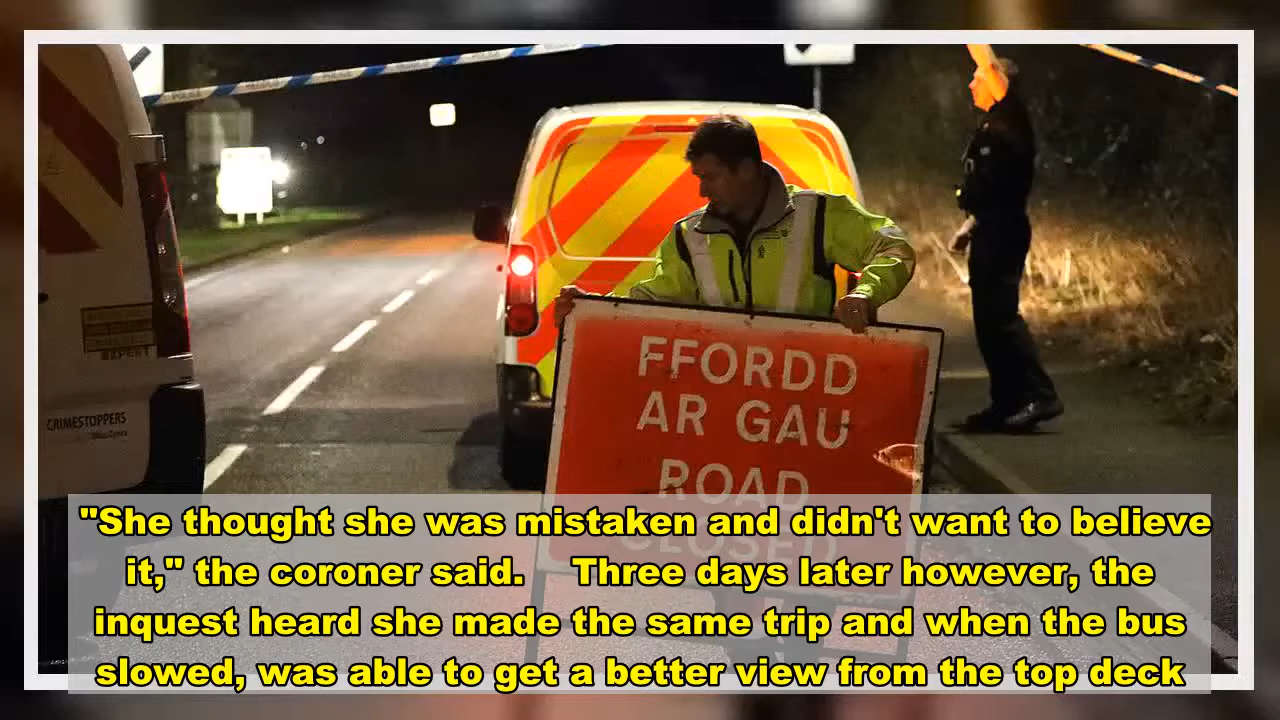 FFORDD
AR GAU
ROAD
CLOSED
CRIMESTOPPERS
"She thought she was mistaken and didn't want to believe
it," the coroner said. Three days later however, the
inquest heard she made the same trip and when the bus
slowed, was able to get a better view from the top deck